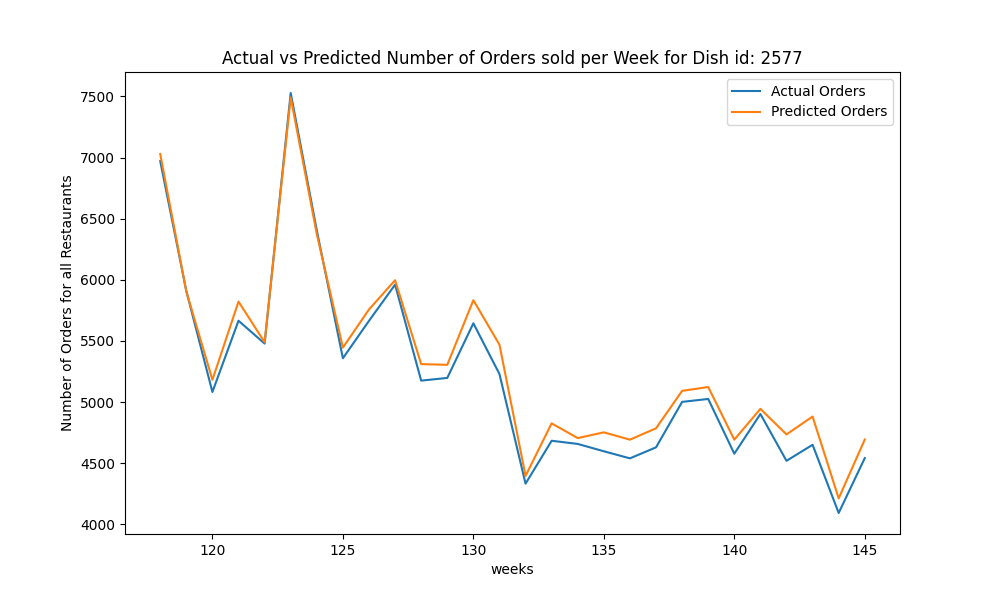 Actual vs Predicted Number of Orders sold per Week for Dish id: 2577
Actual Orders
Predicted Orders
Number of Orders for all Restaurants
7500
7000
6500
6000
5500
5000
4500
4000
120 125 130 135 140 145
weeks